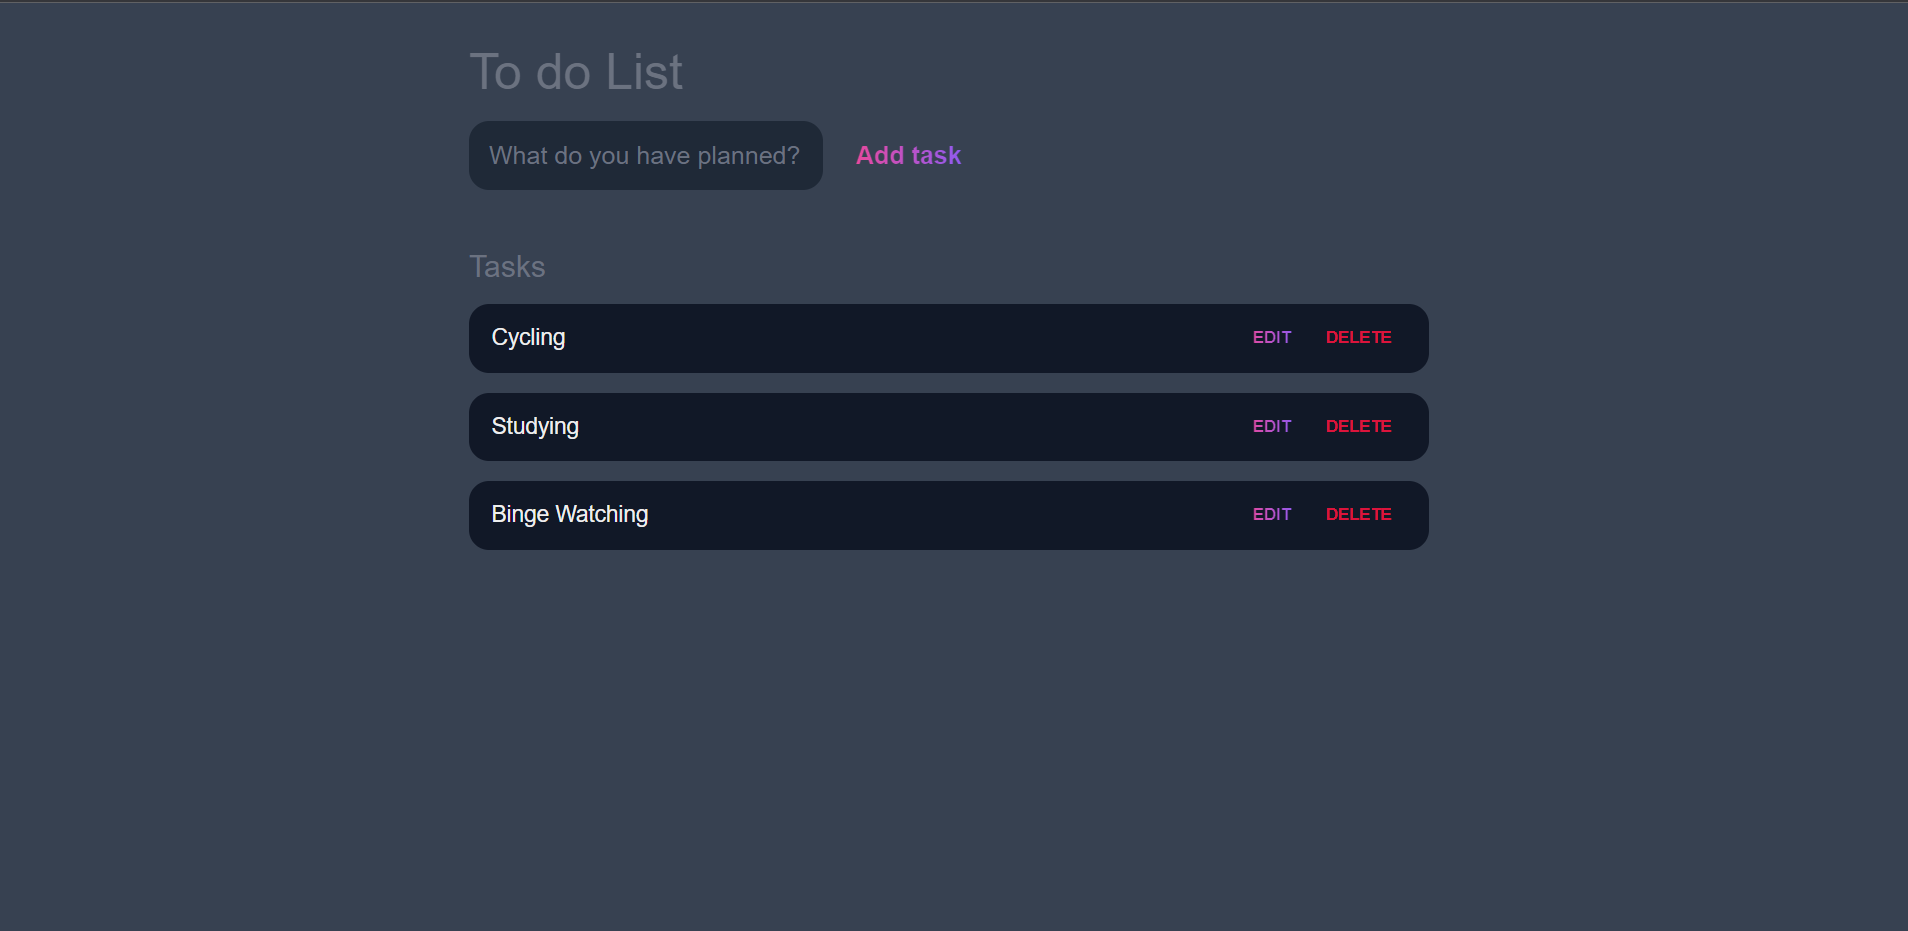 To do List
What do you have planned? Add task
Tasks
Cycling EDIT DELETE
Studying EDIT DELETE
Binge Watching EDIT DELETE